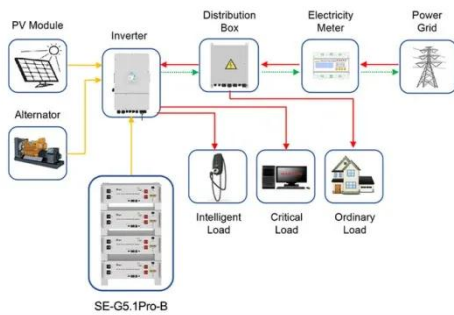 PV Module
Inverter
Distribution
Box
Electricity
Meter
Power
Grid
Alternator
Intelligent
Load
Critical
Load
Ordinary
Load
SE-G5.1Pro-B